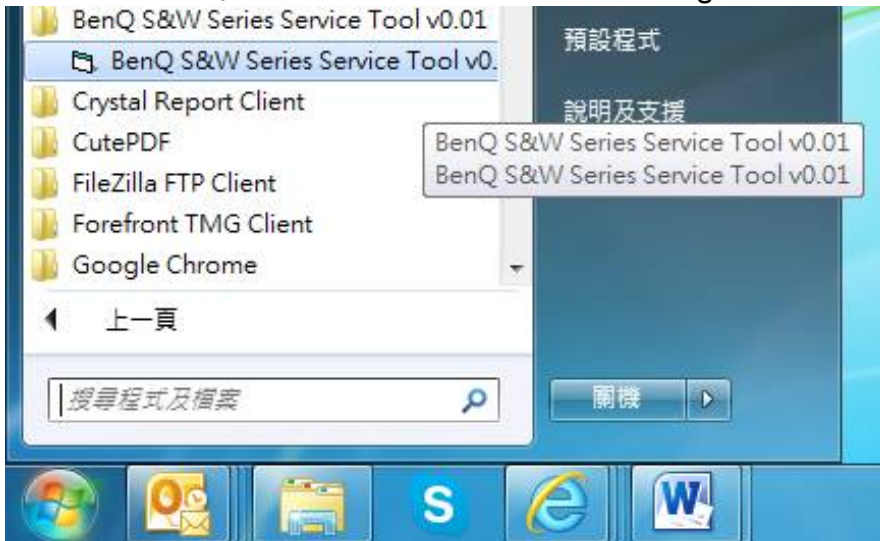 BenQ S&W Series Service Tool v0.01
BenQ S&W Series Service Tool v0.
Crystal Report Client
CutePDF
FileZilla FTP Client
Forefront TMG Client
Google Chrome
上一頁
搜尋程式及檔案
預設程式
說明及支援
BenQ S&W Series Service Tool v0.01
BenQ S&W Series Service Tool v0.01
關機